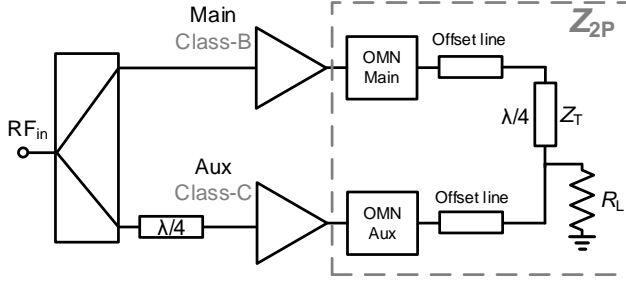 Main
Class-B
Z2P
OMN
Main
Offset line
λ/4
ZT
RFin
Aux
Class-C
λ/4
OMN
Aux
Offset line
RL